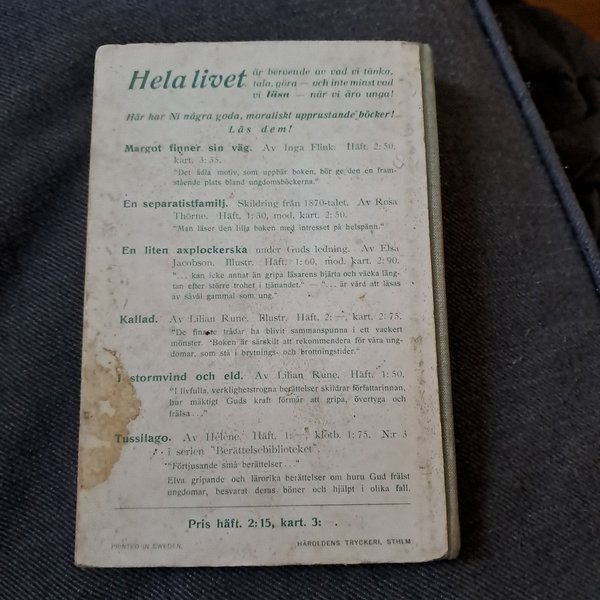 Hela livet är beroende av vad vi tänka,
tala, göra — och inte minst vad
vi läsa — när vi äro unga!
Här har Ni några goda, moraliskt upprustande böcker!
Läs dem!
Margot finner sin väg. Av Inga Flink. Häft. 2: 50,
kart. 3: 35.
"Det ädla motiv, som uppbär boken, bör ge den en fram-
stående plats bland ungdomsböckerna."
En separatistfamilj. Skildring från 1870-talet. Av Rosa
Thörne. Häft. 1: 50, mod. kart. 2: 50.
"Man läser den lilla boken med intresset på helspänn."
En liten axplockerska under Guds ledning. Av Elsa
Jacobson. Illustr. Häft. 1: 60, mod. kart. 2: 90.
"... kan icke annat än gripa läsarens hjärta och väcka läng-
tan efter större trohet i tjänandet." — "... är värd att läsas
av såväl gammal som ung."
Kallad. Av Lilian Rune. Illustr. Häft. 2: —, kart. 2: 75.
"De finaste trådar ha blivit sammanspunna i ett vackert
mönster. Boken är särskilt att rekommendera för våra ung-
domar, som stå i brytnings- och brottningstider."
I stormvind och eld. Av Lilian Rune. Häft. 1: 50.
"I livfulla, verklighetstrogna berättelser skildrar författarinnan,
hur mäktigt Guds kraft förmår att gripa, övertyga och
frälsa..."
Tussilago. Av Hélène. Häft. 1: —, klotb. 1: 75. N:r 3
i serien "Berättelsebiblioteket".
"Förtjusande små berättelser..."
Elva gripande och lärorika berättelser om huru Gud frälst
ungdomar, besvarat deras böner och hjälpt i olika fall.
Pris häft. 2: 15, kart. 3: —.
PRINTED IN SWEDEN. HÄROLDENS TRYCKERI, STHLM